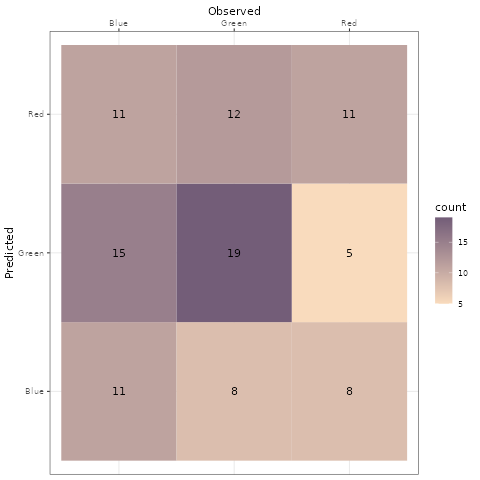 Observed
Blue Green Red
Red 11 12 11
Predicted
Green 15 19 5
Blue 11 8 8
count
15
10
5